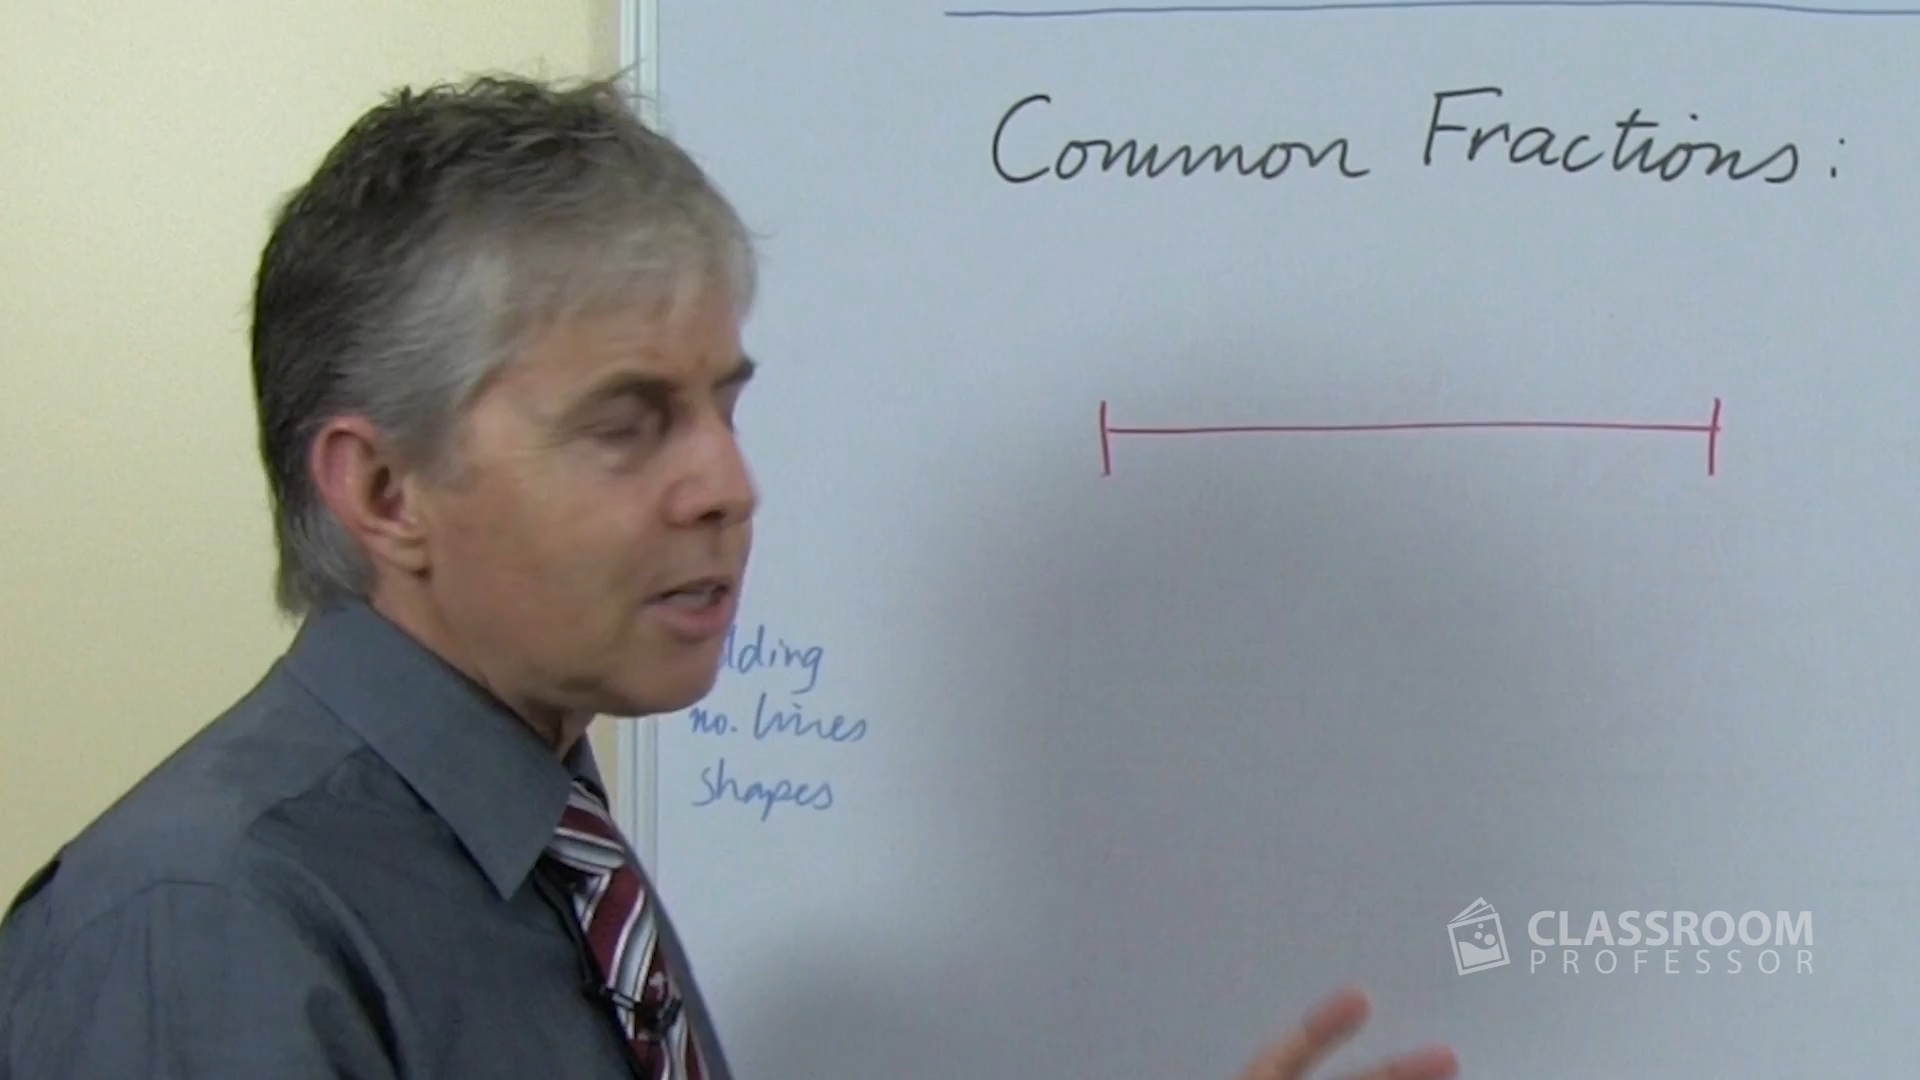 Common Fractions:
no. lines
shapes
CLASSROOM
PROFESSOR